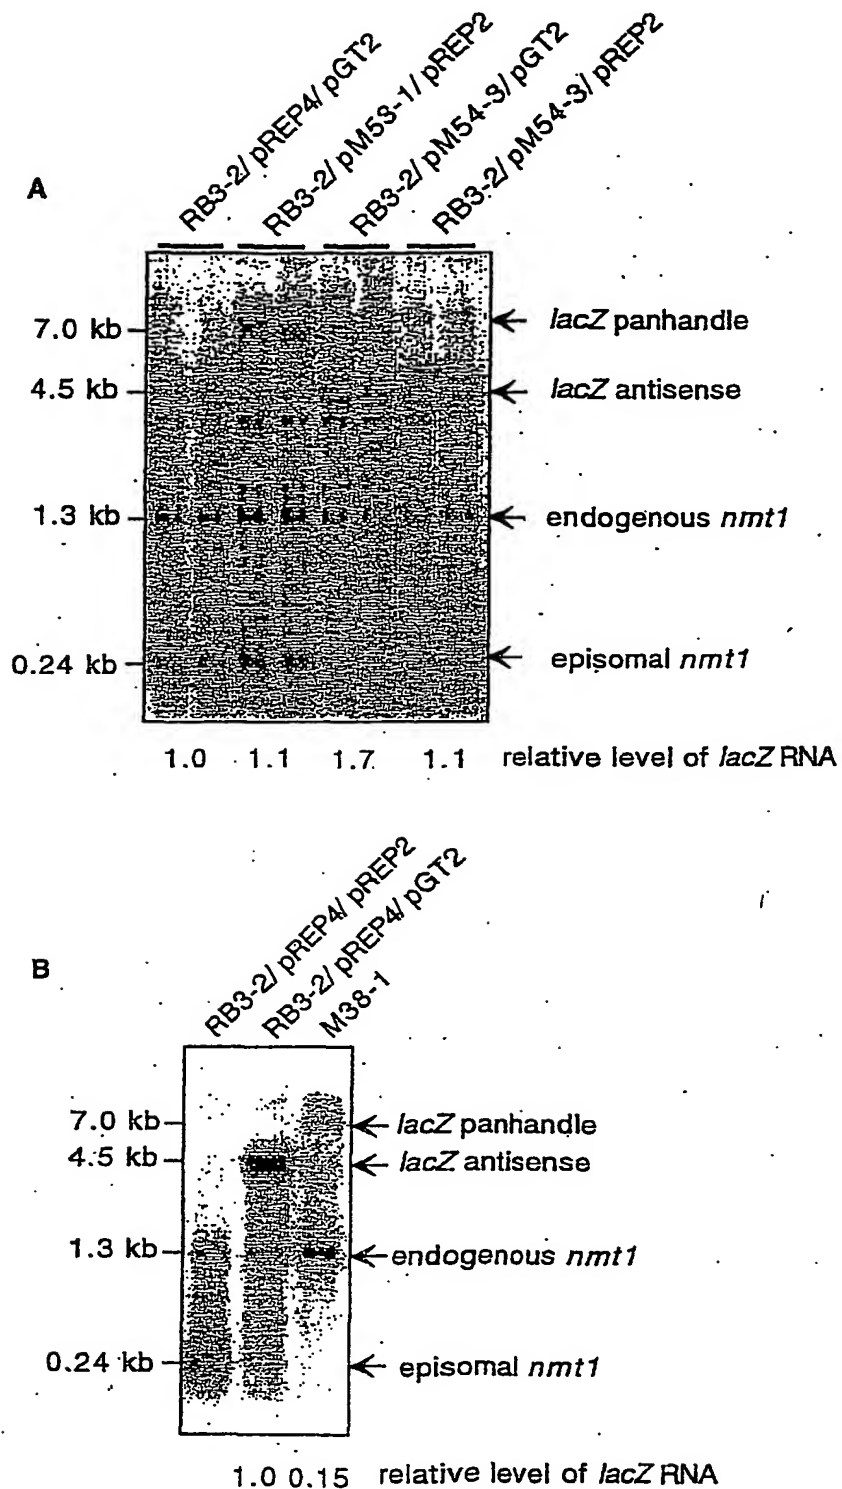 A
RB3-2/ pREP4/ pGT2
RB3-2/ pM53-1/ pREP2
RB3-2/ pM54-3/ pGT2
RB3-2/ pM54-3/ pREP2
7.0 kb
4.5 kb
1.3 kb
0.24 kb
lacZ panhandle
lacZ antisense
endogenous nmt1
episomal nmt1
1.0 1.1 1.7 1.1 relative level of lacZ RNA
B
RB3-2/ pREP4/ pREP2
RB3-2/ pREP4/ pGT2
M38-1
7.0 kb
4.5 kb
1.3 kb
0.24 kb
lacZ panhandle
lacZ antisense
endogenous nmt1
episomal nmt1
1.0 0.15 relative level of lacZ RNA